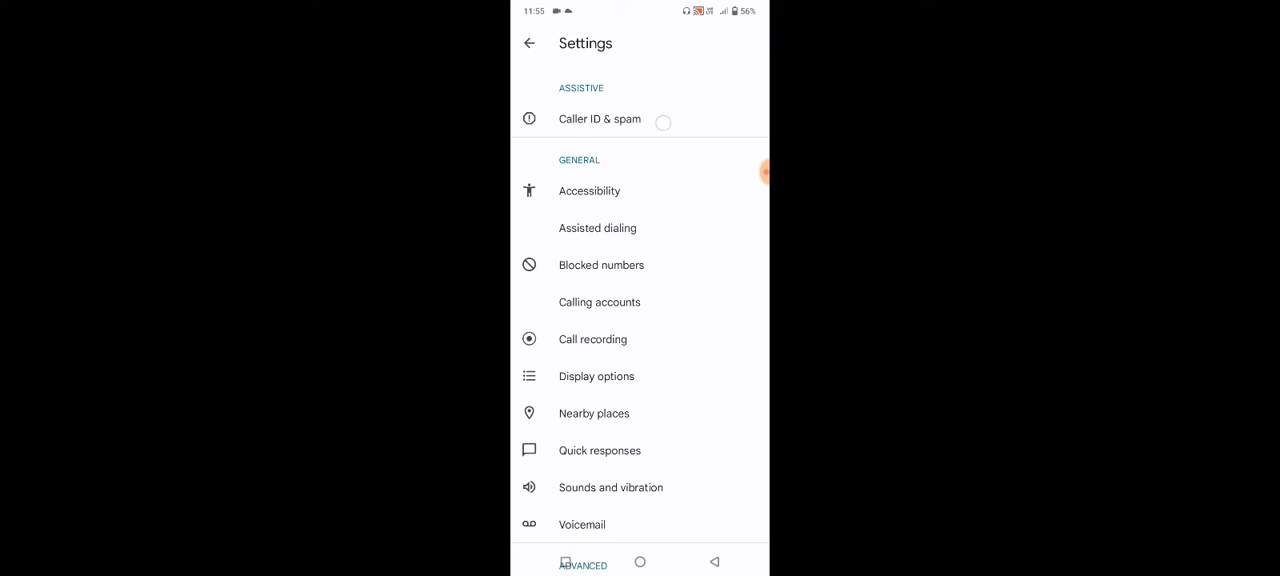 11:55 56%
Settings
ASSISTIVE
Caller ID & spam
GENERAL
Accessibility
Assisted dialing
Blocked numbers
Calling accounts
Call recording
Display options
Nearby places
Quick responses
Sounds and vibration
Voicemail
ADVANCED